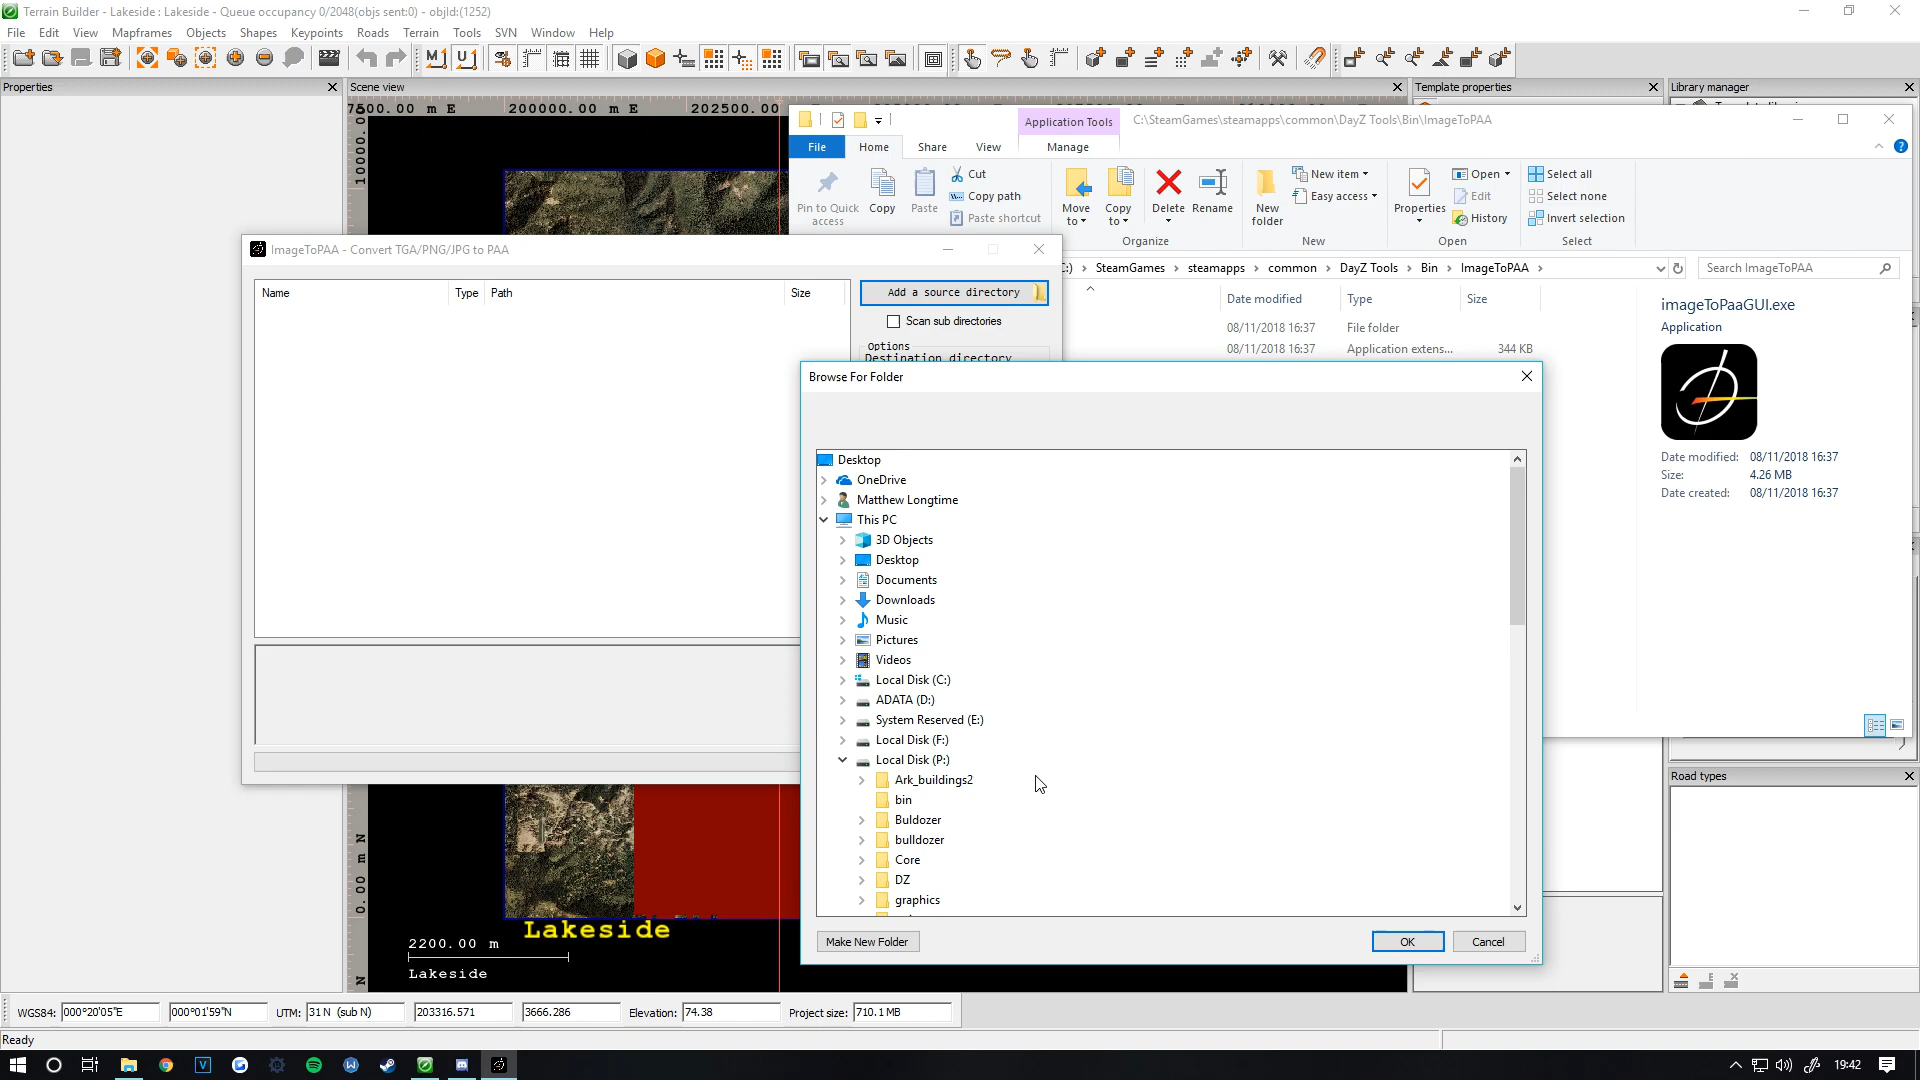 Terrain Builder - Lakeside : Lakeside - Queue occupancy 0/2048(objs sent:0) - objId:(1252)
File Edit View Mapframes Objects Shapes Keypoints Roads Terrain Tools SVN Window Help
Properties
Scene view
Template properties
Library manager
7500.00 m E 200000.00 m E 202500.00
10000.00
Application Tools
C:\SteamGames\steamapps\common\DayZ Tools\Bin\ImageToPAA
File Home Share View Manage
Pin to Quick access
Copy
Paste
Cut
Copy path
Paste shortcut
Move to
Copy to
Delete
Rename
New folder
New item
Easy access
Properties
Open
Edit
History
Select all
Select none
Invert selection
Organize
New
Open
Select
:) SteamGames steamapps common DayZ Tools Bin ImageToPAA
Search ImageToPAA
Date modified Type Size
08/11/2018 16:37 File folder
08/11/2018 16:37 Application extens... 344 KB
imageToPaaGUI.exe
Application
Date modified: 08/11/2018 16:37
Size: 4.26 MB
Date created: 08/11/2018 16:37
ImageToPAA - Convert TGA/PNG/JPG to PAA
Name Type Path Size
Add a source directory
Scan sub directories
Options
Destination directory
Browse For Folder
Desktop
OneDrive
Matthew Longtime
This PC
3D Objects
Desktop
Documents
Downloads
Music
Pictures
Videos
Local Disk (C:)
ADATA (D:)
System Reserved (E:)
Local Disk (F:)
Local Disk (P:)
Ark_buildings2
bin
Buldozer
bulldozer
Core
DZ
graphics
Make New Folder
OK
Cancel
Road types
0.00 m N
N
Lakeside
2200.00 m
Lakeside
WGS84: 000°20'05"E 000°01'59"N UTM: 31 N (sub N) 203316.571 3666.286 Elevation: 74.38 Project size: 710.1 MB
Ready
19:42